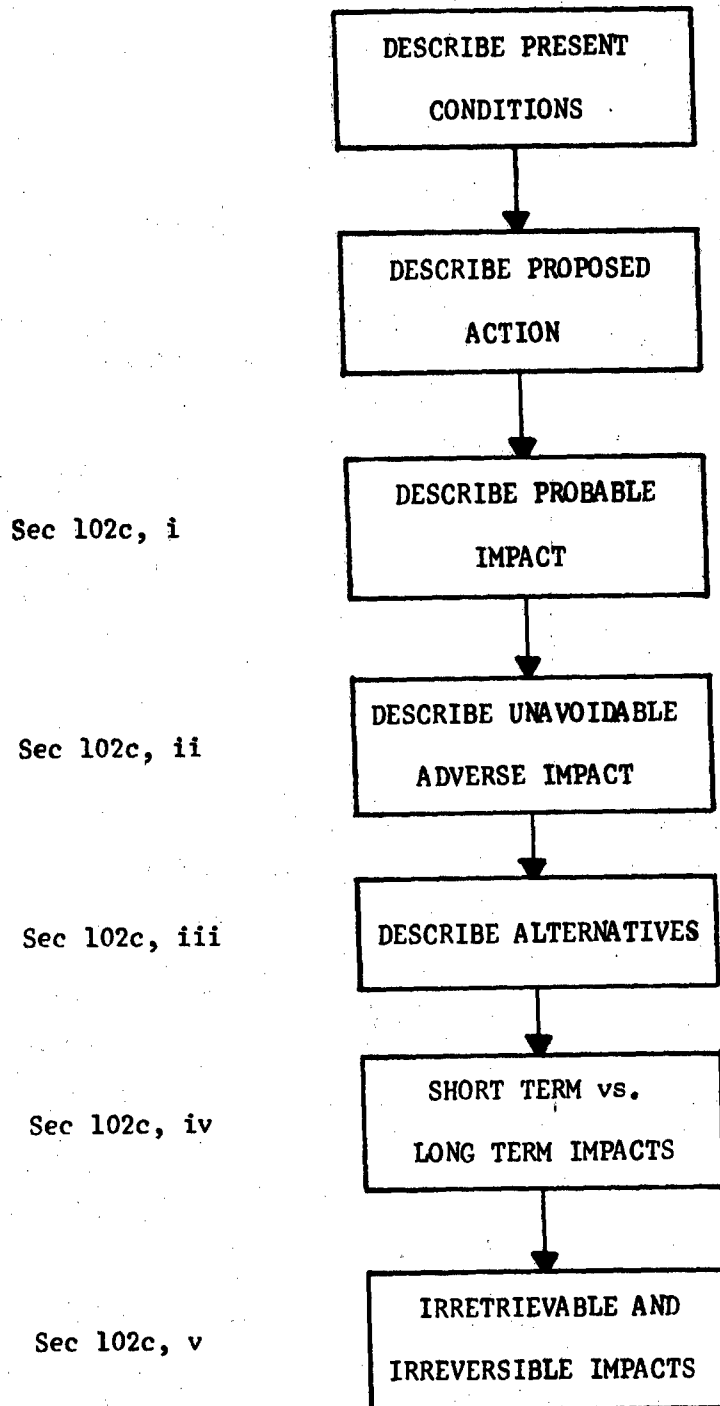 DESCRIBE PRESENT
CONDITIONS
DESCRIBE PROPOSED
ACTION
Sec 102c, i
DESCRIBE PROBABLE
IMPACT
Sec 102c, ii
DESCRIBE UNAVOIDABLE
ADVERSE IMPACT
Sec 102c, iii
DESCRIBE ALTERNATIVES
Sec 102c, iv
SHORT TERM vs.
LONG TERM IMPACTS
Sec 102c, v
IRRETRIEVABLE AND
IRREVERSIBLE IMPACTS